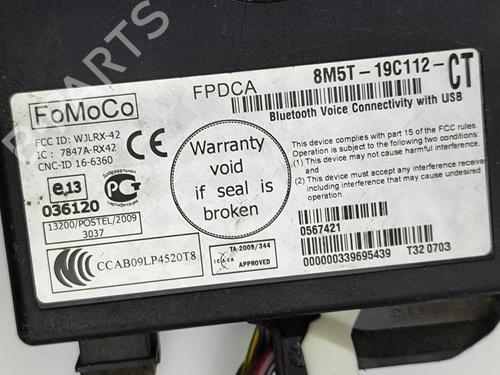 PARTS
FPDCA
8M5T-19C112-CT
Bluetooth Voice Connectivity with USB
FoMoCo
FCC ID: WJLRX-42
IC : 7847A-RX42
CNC-ID 16-6360
CE
e13
036120
13200/POSTEL/2009
3037
CCAB09LP4520T8
Warranty
void
if seal is
broken
TA-2009/344
ICASA
APPROVED
This device complies with part 15 of the FCC rules.
Operation is subject to the following two conditions:
(1) This device may not cause harmful interference,
and
(2) This device must accept any interference received,
including interference that may cause undesired
operation.
0567421
000000339695439
T32 0703